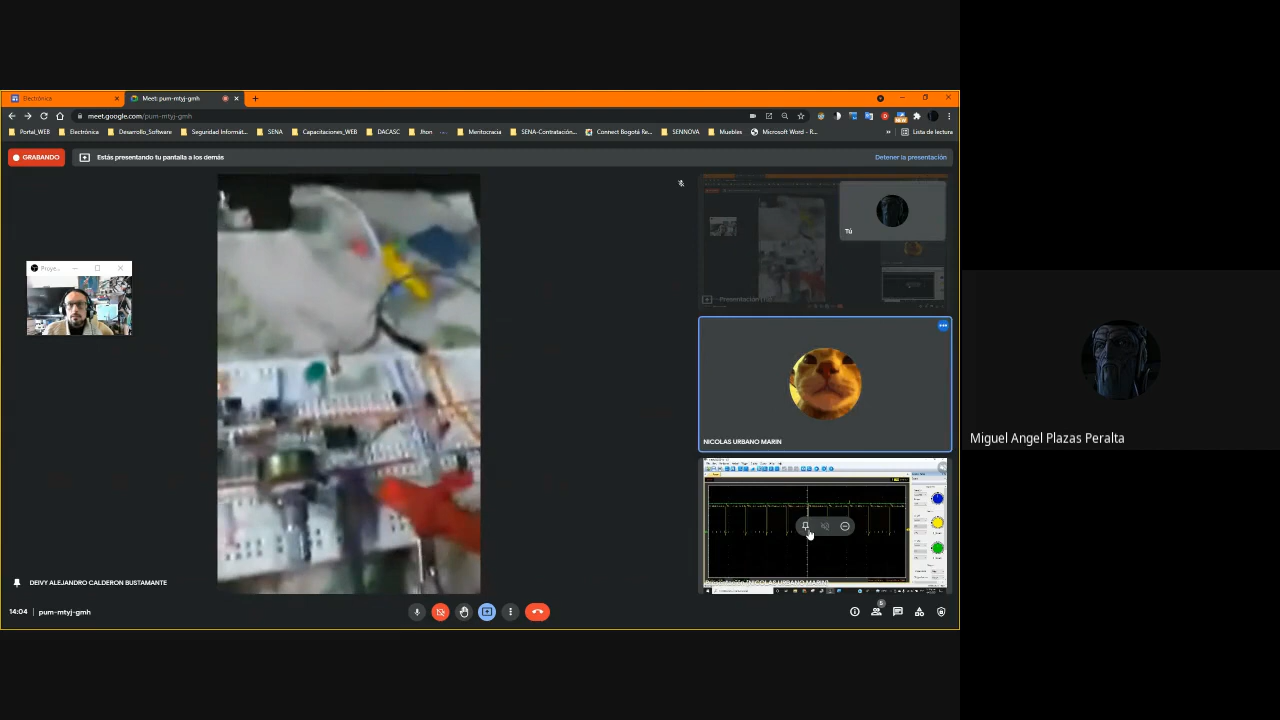 Electrónica
Meet: pum-mtyj-gmh
meet.google.com/pum-mtyj-gmh
Portal_WEB
Electrónica
Desarrollo_Software
Seguridad Informát...
SENA
Capacitaciones_WEB
DACASC
Jhon
Meritocracia
SENA-Contratación...
Connect Bogotá Re...
SENNOVA
Muebles
Microsoft Word - R...
Lista de lectura
GRABANDO
Estás presentando tu pantalla a los demás
Detener la presentación
Tú
Proye...
NICOLAS URBANO MARIN
Miguel Angel Plazas Peralta
DEIVY ALEJANDRO CALDERON BUSTAMANTE
14:04
pum-mtyj-gmh